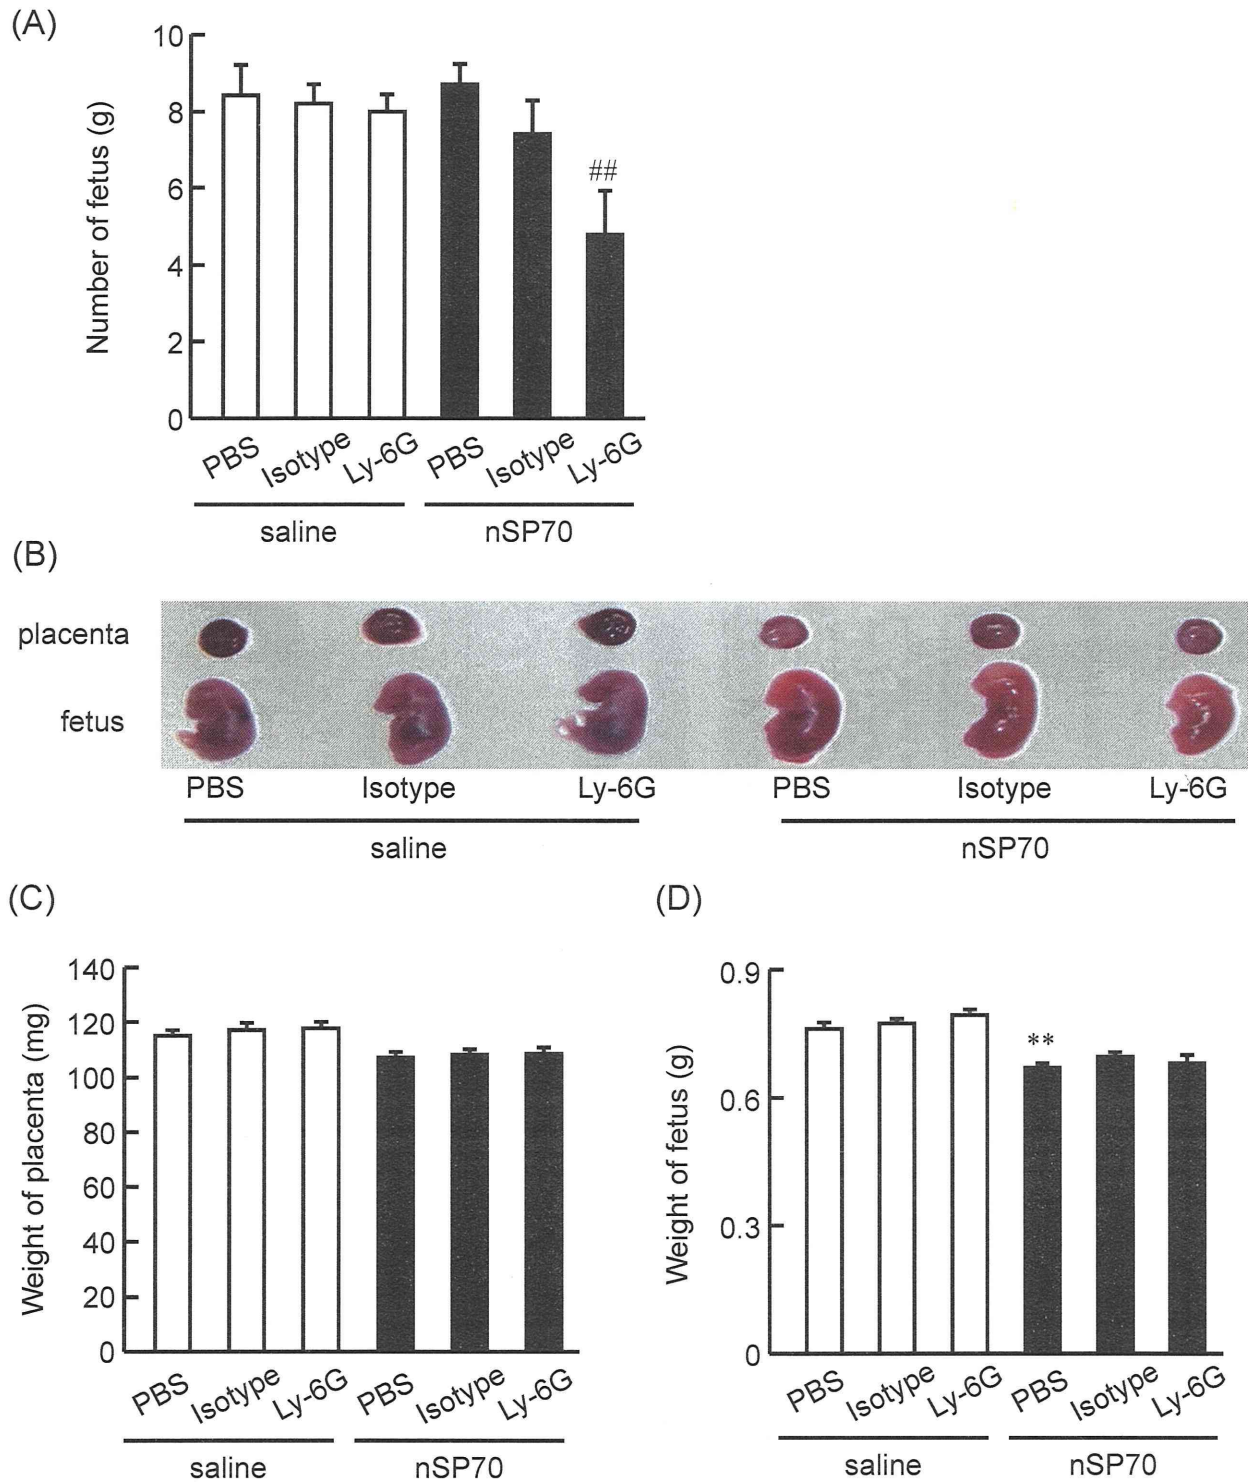 (A)
Number of fetus (g)
10
8
6
4
2
0
##
PBS Isotype Ly-6G PBS Isotype Ly-6G
saline nSP70
(B)
placenta
fetus
PBS Isotype Ly-6G PBS Isotype Ly-6G
saline nSP70
(C)
Weight of placenta (mg)
140
120
100
80
60
40
20
0
PBS Isotype Ly-6G PBS Isotype Ly-6G
saline nSP70
(D)
Weight of fetus (g)
0.9
0.6
0.3
0
**
PBS Isotype Ly-6G PBS Isotype Ly-6G
saline nSP70